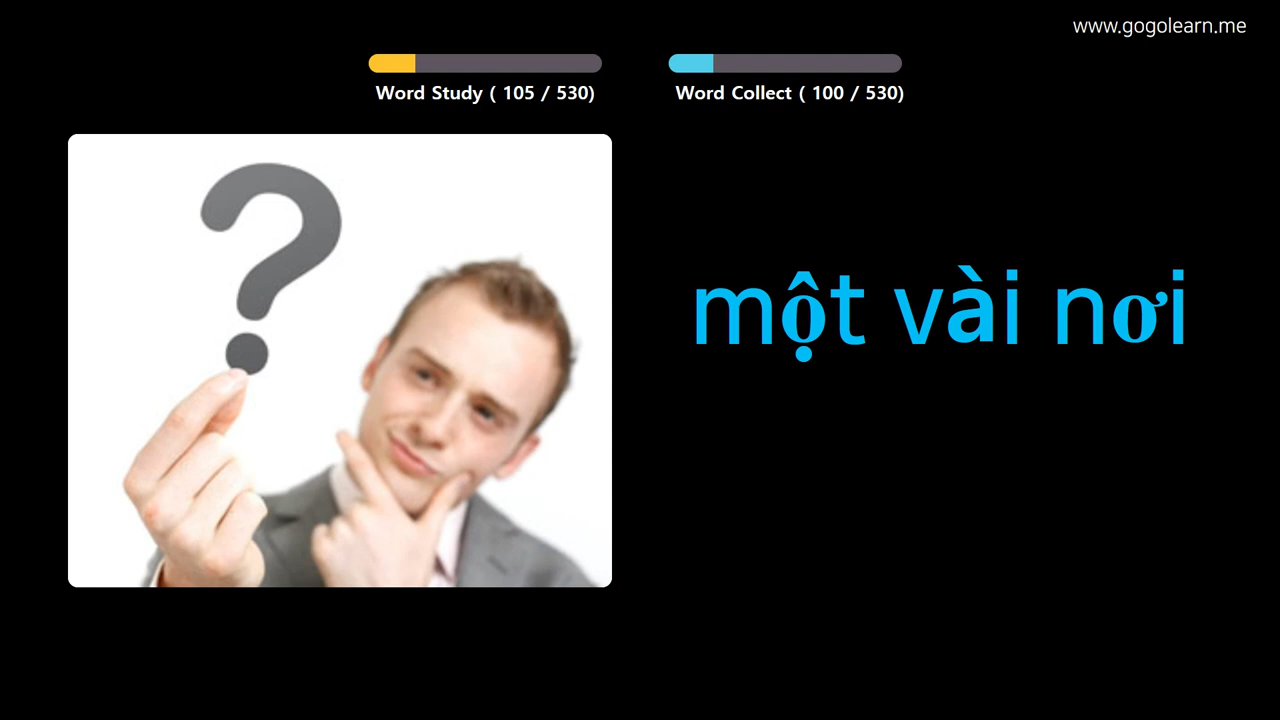 www.gogolearn.me
Word Study ( 105 / 530)
Word Collect ( 100 / 530)
?
một vài nơi